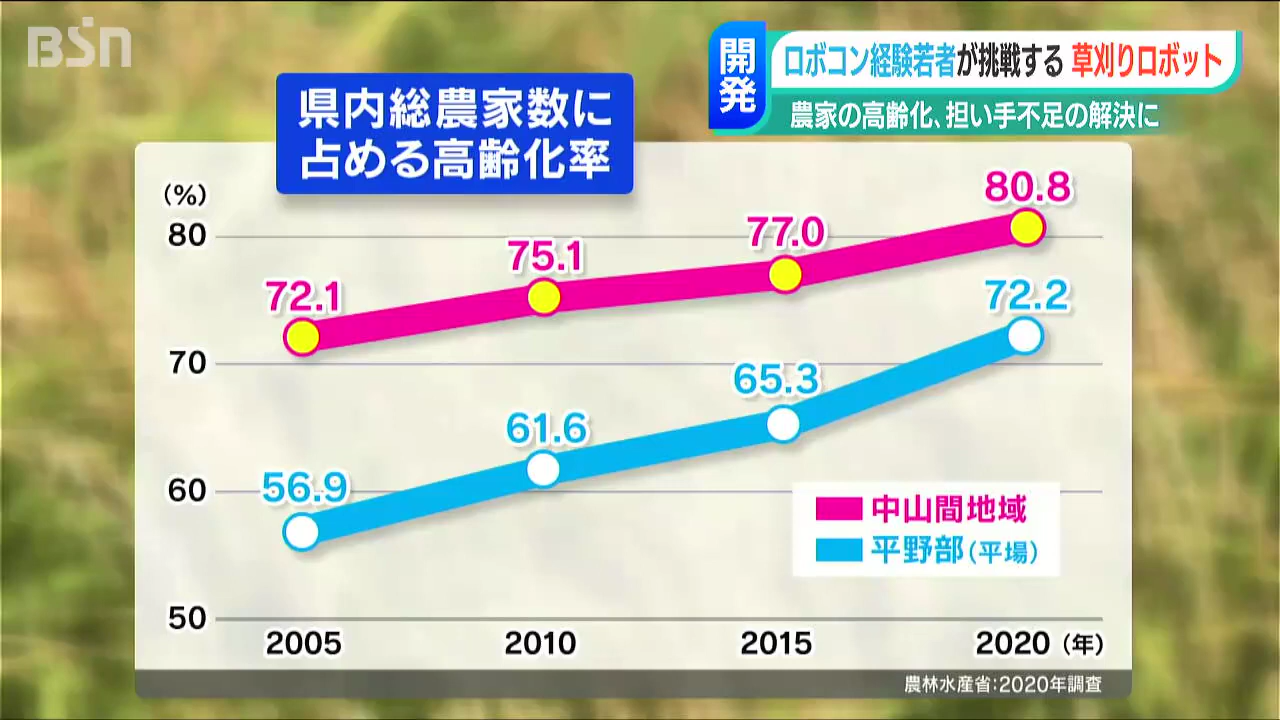 BSN
開発
ロボコン経験若者が挑戦する 草刈りロボット
農家の高齢化、担い手不足の解決に
県内総農家数に
占める高齢化率
(%)
80
70
60
50
72.1
75.1
77.0
80.8
56.9
61.6
65.3
72.2
中山間地域
平野部(平場)
2005
2010
2015
2020
(年)
農林水産省:2020年調査